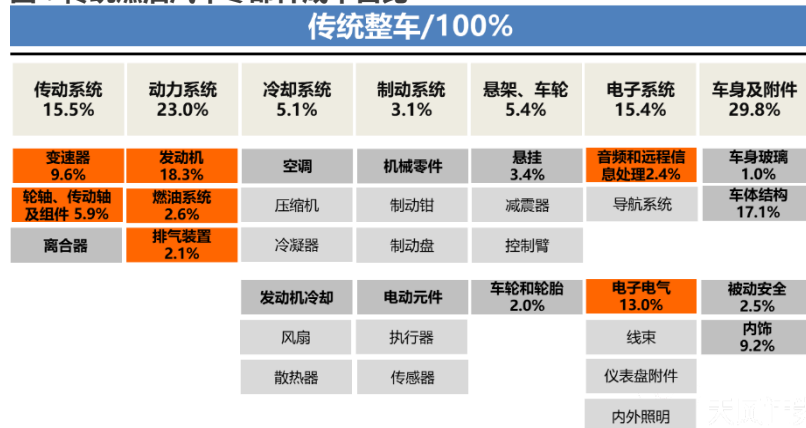 传统整车/100%
传动系统
15.5%
动力系统
23.0%
冷却系统
5.1%
制动系统
3.1%
悬架、车轮
5.4%
电子系统
15.4%
车身及附件
29.8%
变速器
9.6%
发动机
18.3%
空调
机械零件
悬挂
3.4%
音频和远程信
息处理2.4%
车身玻璃
1.0%
轮轴、传动轴
及组件 5.9%
燃油系统
2.6%
压缩机
制动钳
减震器
导航系统
车体结构
17.1%
离合器
排气装置
2.1%
冷凝器
制动盘
控制臂
发动机冷却
电动元件
车轮和轮胎
2.0%
电子电气
13.0%
被动安全
2.5%
风扇
执行器
线束
内饰
9.2%
散热器
传感器
仪表盘附件
内外照明